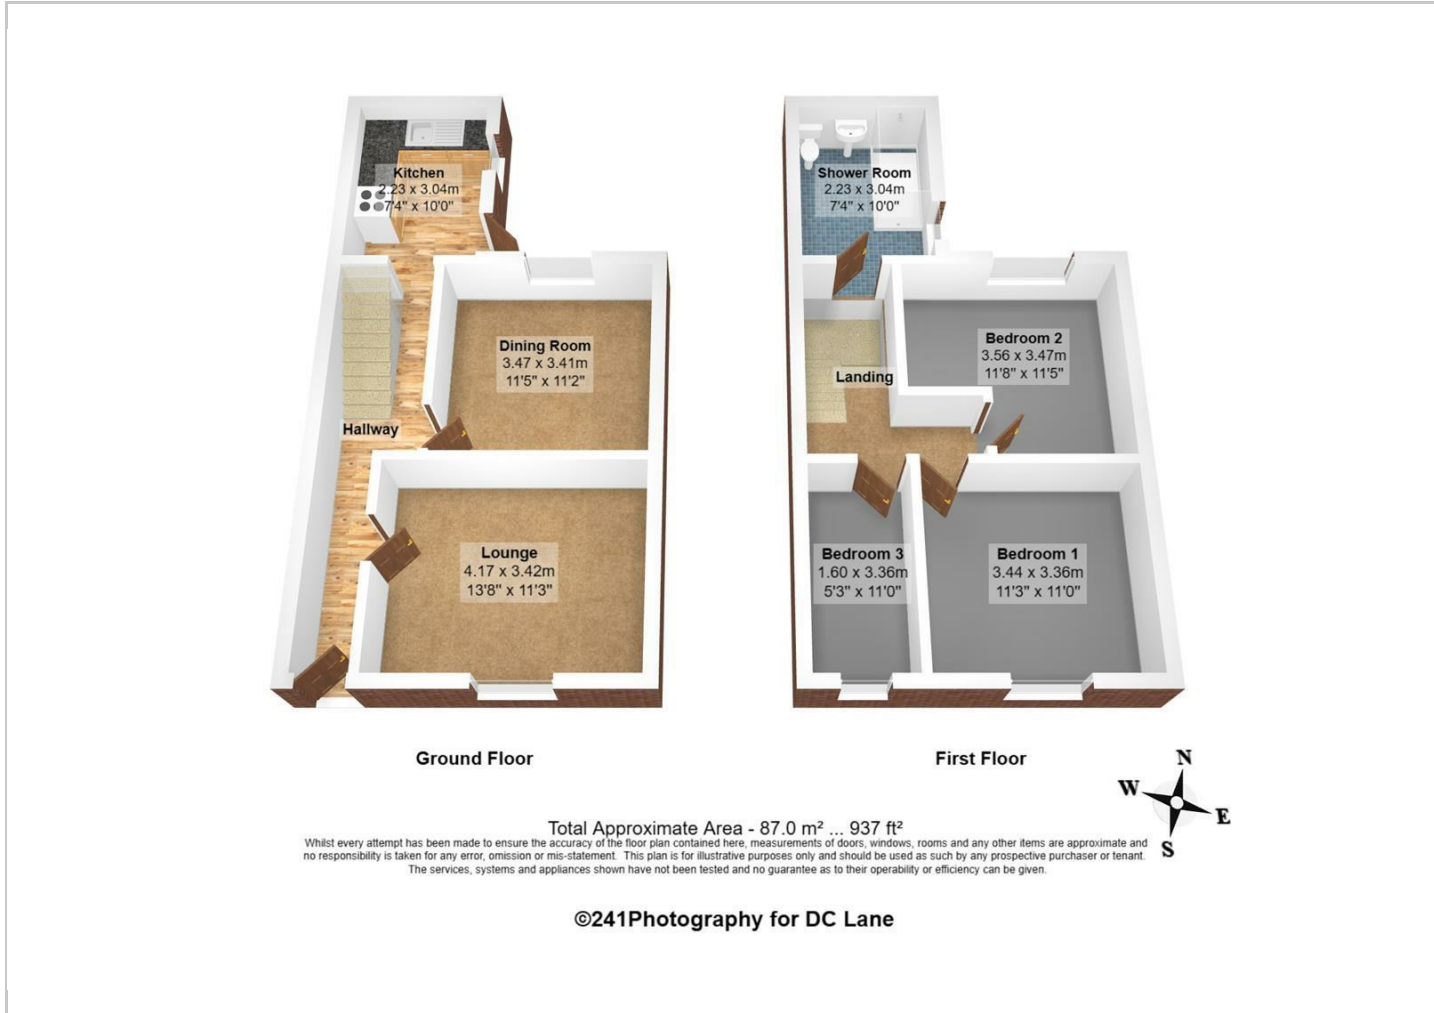 Kitchen
2.23 x 3.04m
7'4" x 10'0"
Dining Room
3.47 x 3.41m
11'5" x 11'2"
Hallway
Lounge
4.17 x 3.42m
13'8" x 11'3"
Ground Floor
Shower Room
2.23 x 3.04m
7'4" x 10'0"
Bedroom 2
3.56 x 3.47m
11'8" x 11'5"
Landing
Bedroom 3
1.60 x 3.36m
5'3" x 11'0"
Bedroom 1
3.44 x 3.36m
11'3" x 11'0"
First Floor
N
W
E
S
Total Approximate Area - 87.0 m² ... 937 ft²
Whilst every attempt has been made to ensure the accuracy of the floor plan contained here, measurements of doors, windows, rooms and any other items are approximate and
no responsibility is taken for any error, omission or mis-statement. This plan is for illustrative purposes only and should be used as such by any prospective purchaser or tenant.
The services, systems and appliances shown have not been tested and no guarantee as to their operability or efficiency can be given.
©241Photography for DC Lane